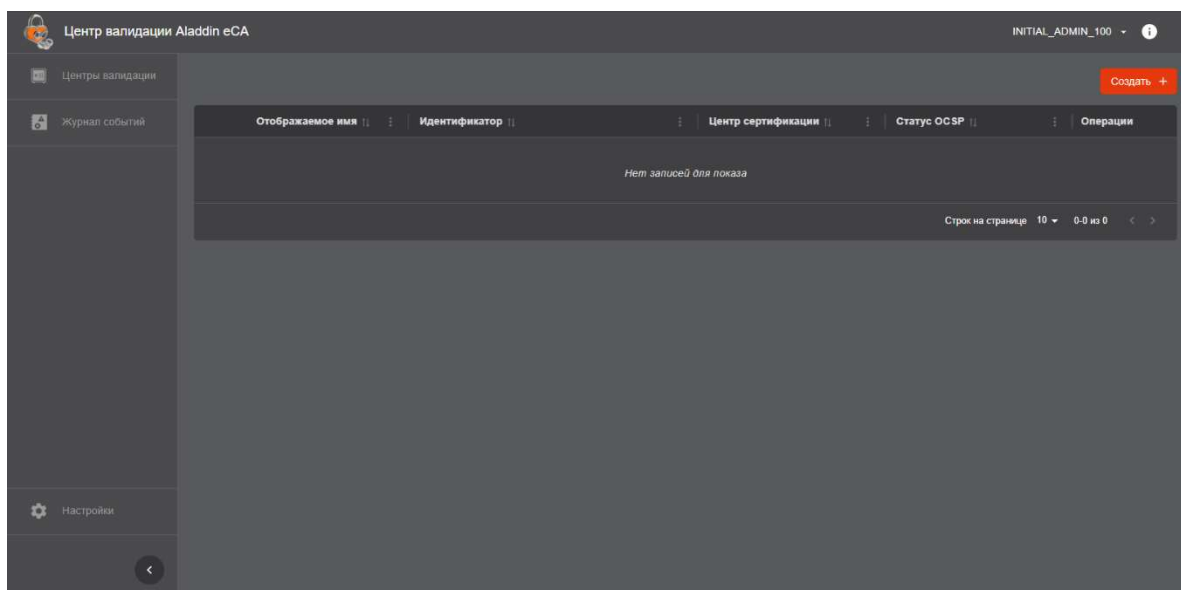 Центр валидации Aladdin eCA
INITIAL_ADMIN_100
Центры валидации
Создать +
Журнал событий
Отображаемое имя Идентификатор Центр сертификации Статус OCSP Операции
Нет записей для показа
Строк на странице 10 0-0 из 0
Настройки